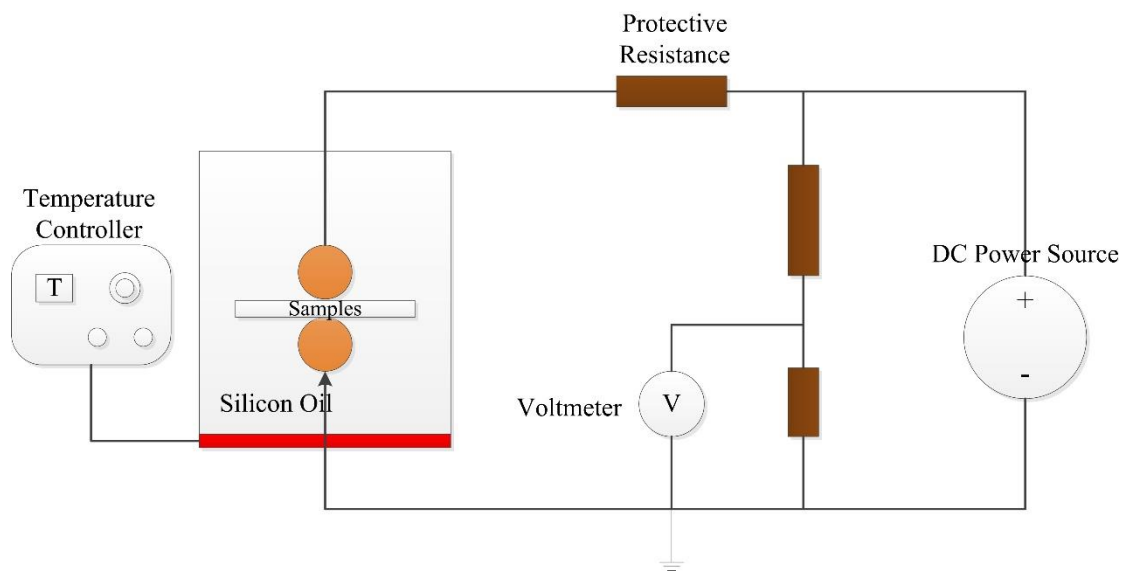 Protective
Resistance
Temperature
Controller
T
DC Power Source
+
Samples
-
Silicon Oil
Voltmeter
V